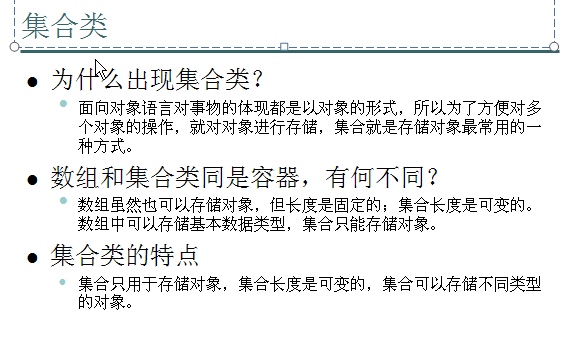 集合类
为什么出现集合类？
面向对象语言对事物的体现都是以对象的形式，所以为了方便对多
个对象的操作，就对对象进行存储，集合就是存储对象最常用的一
种方式。
数组和集合类同是容器，有何不同？
数组虽然也可以存储对象，但长度是固定的；集合长度是可变的。
数组中可以存储基本数据类型，集合只能存储对象。
集合类的特点
集合只用于存储对象，集合长度是可变的，集合可以存储不同类型
的对象。